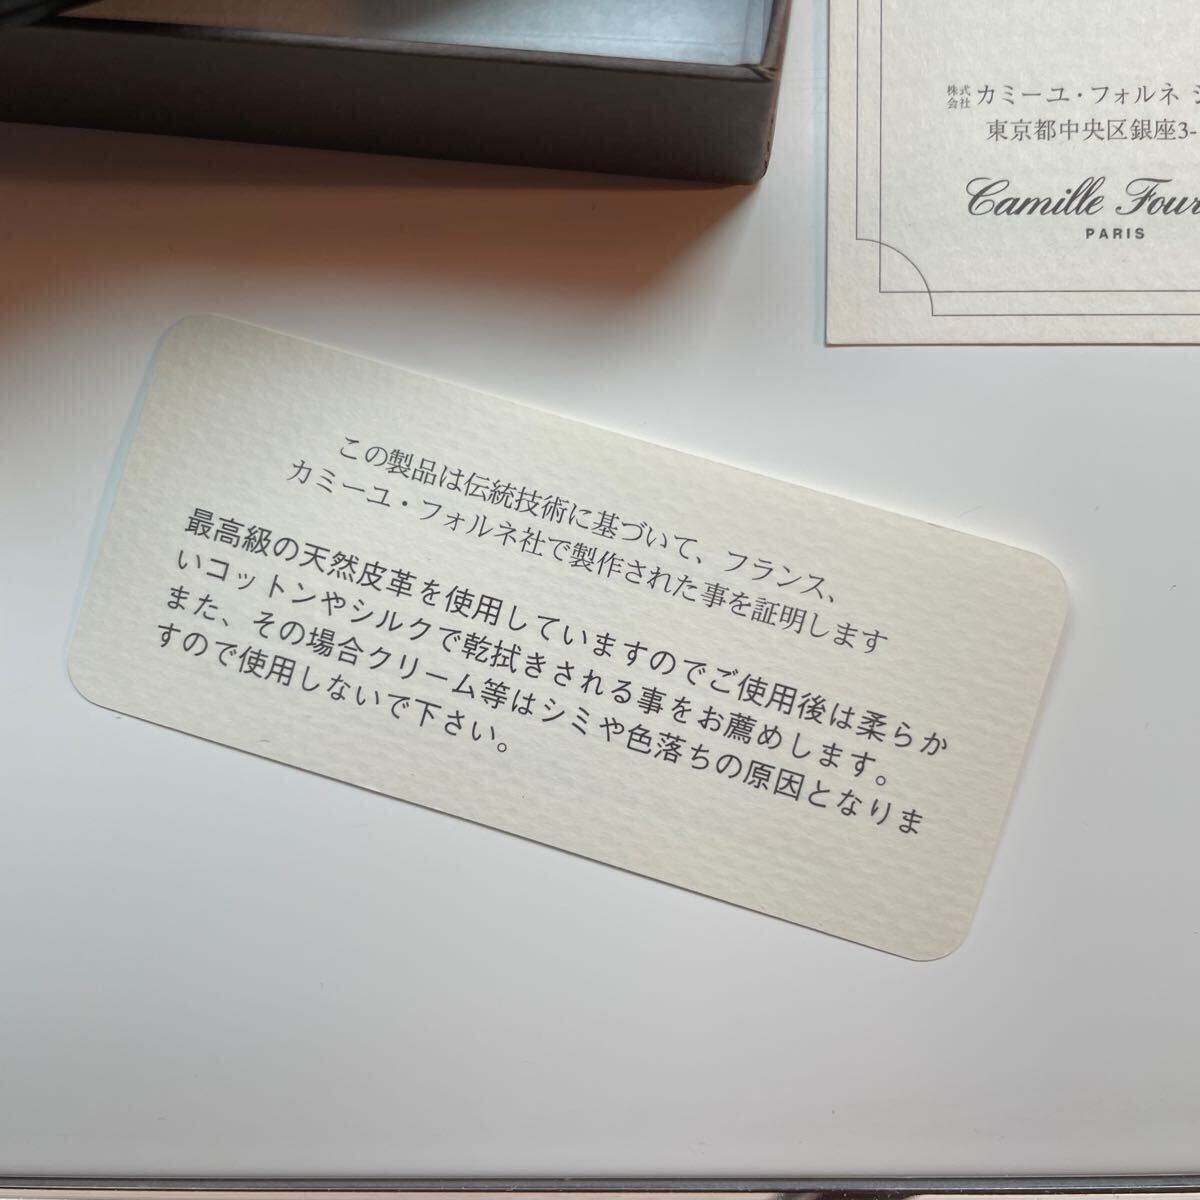 株式会社 カミーユ・フォルネ
東京都中央区銀座3-
Camille
PARIS
この製品は伝統技術に基づいて、フランス、
カミーユ・フォルネ社で製作された事を証明します
最高級の天然皮革を使用していますのでご使用後は柔らか
いコットンやシルクで乾拭きされる事をお薦めします。
また、その場合クリーム等はシミや色落ちの原因となりま
すので使用しないで下さい。